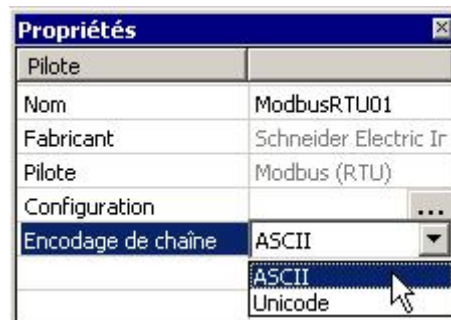 Propriétés
Pilote
Nom ModbusRTU01
Fabricant Schneider Electric Ir
Pilote Modbus (RTU)
Configuration ...
Encodage de chaîne ASCII
ASCII
Unicode